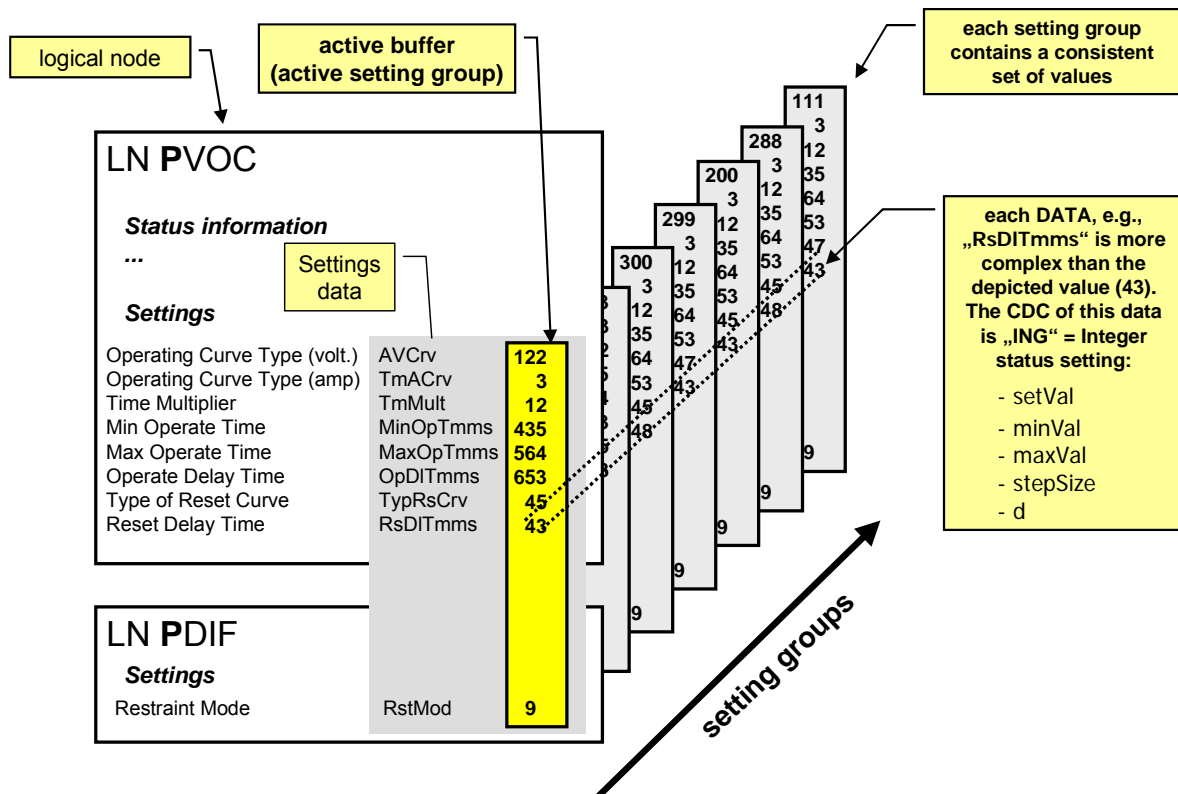 logical node
active buffer
(active setting group)
each setting group
contains a consistent
set of values
LN PVOC
Status information
...
Settings
data
Settings
Operating Curve Type (volt.) AVCrv 122
Operating Curve Type (amp) TmACrv 3
Time Multiplier TmMult 12
Min Operate Time MinOpTmms 435
Max Operate Time MaxOpTmms 564
Operate Delay Time OpDlTmms 653
Type of Reset Curve TypRsCrv 45
Reset Delay Time RsDlTmms 43
LN PDIF
Settings
Restraint Mode RstMod 9
300
3
12
35
64
53
45
48
9
299
3
12
35
64
53
47
43
9
200
3
12
35
64
53
45
43
9
288
3
12
35
64
53
45
48
9
111
3
12
35
64
53
47
43
9
each DATA, e.g.,
„RsDlTmms“ is more
complex than the
depicted value (43).
The CDC of this data
is „ING“ = Integer
status setting:
- setVal
- minVal
- maxVal
- stepSize
- d
setting groups